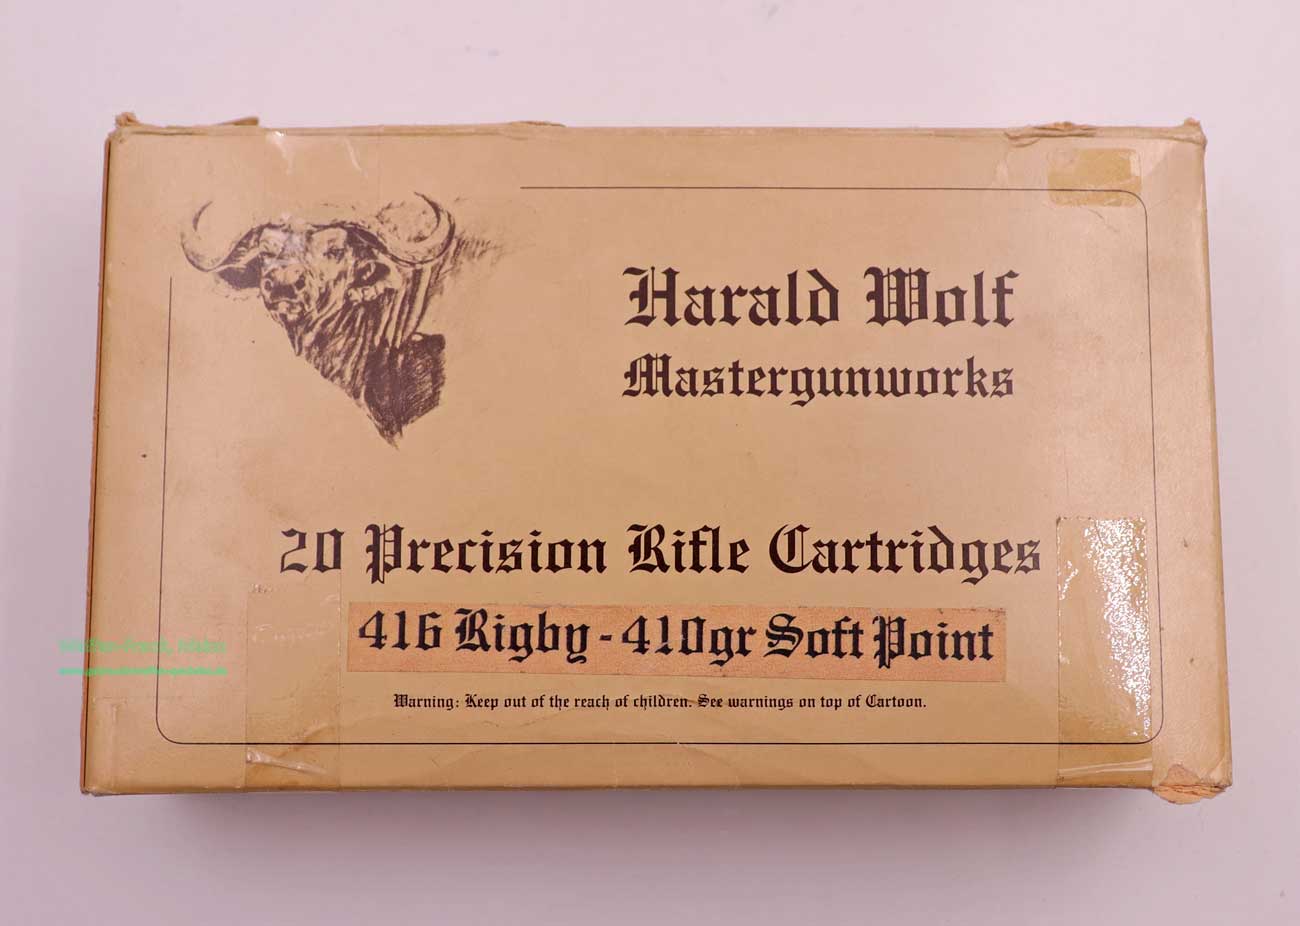 Harald Wolf
Mastergunworks
20 Precision Rifle Cartridges
416 Rigby - 410gr Soft Point
Warning: Keep out of the reach of children. See warnings on top of Cartoon.